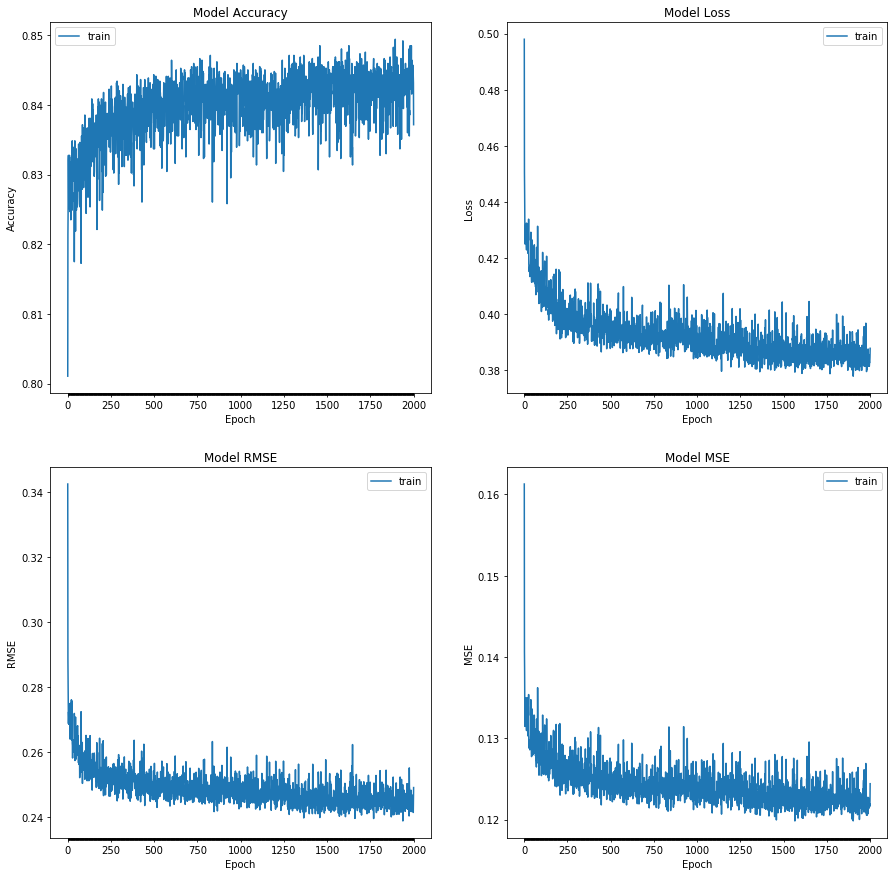 Model Accuracy
train
0.85
0.84
0.83
0.82
0.81
0.80
Accuracy
0 250 500 750 1000 1250 1500 1750 2000
Epoch
Model Loss
train
0.50
0.48
0.46
0.44
0.42
0.40
0.38
Loss
0 250 500 750 1000 1250 1500 1750 2000
Epoch
Model RMSE
train
0.34
0.32
0.30
0.28
0.26
0.24
RMSE
0 250 500 750 1000 1250 1500 1750 2000
Epoch
Model MSE
train
0.16
0.15
0.14
0.13
0.12
MSE
0 250 500 750 1000 1250 1500 1750 2000
Epoch